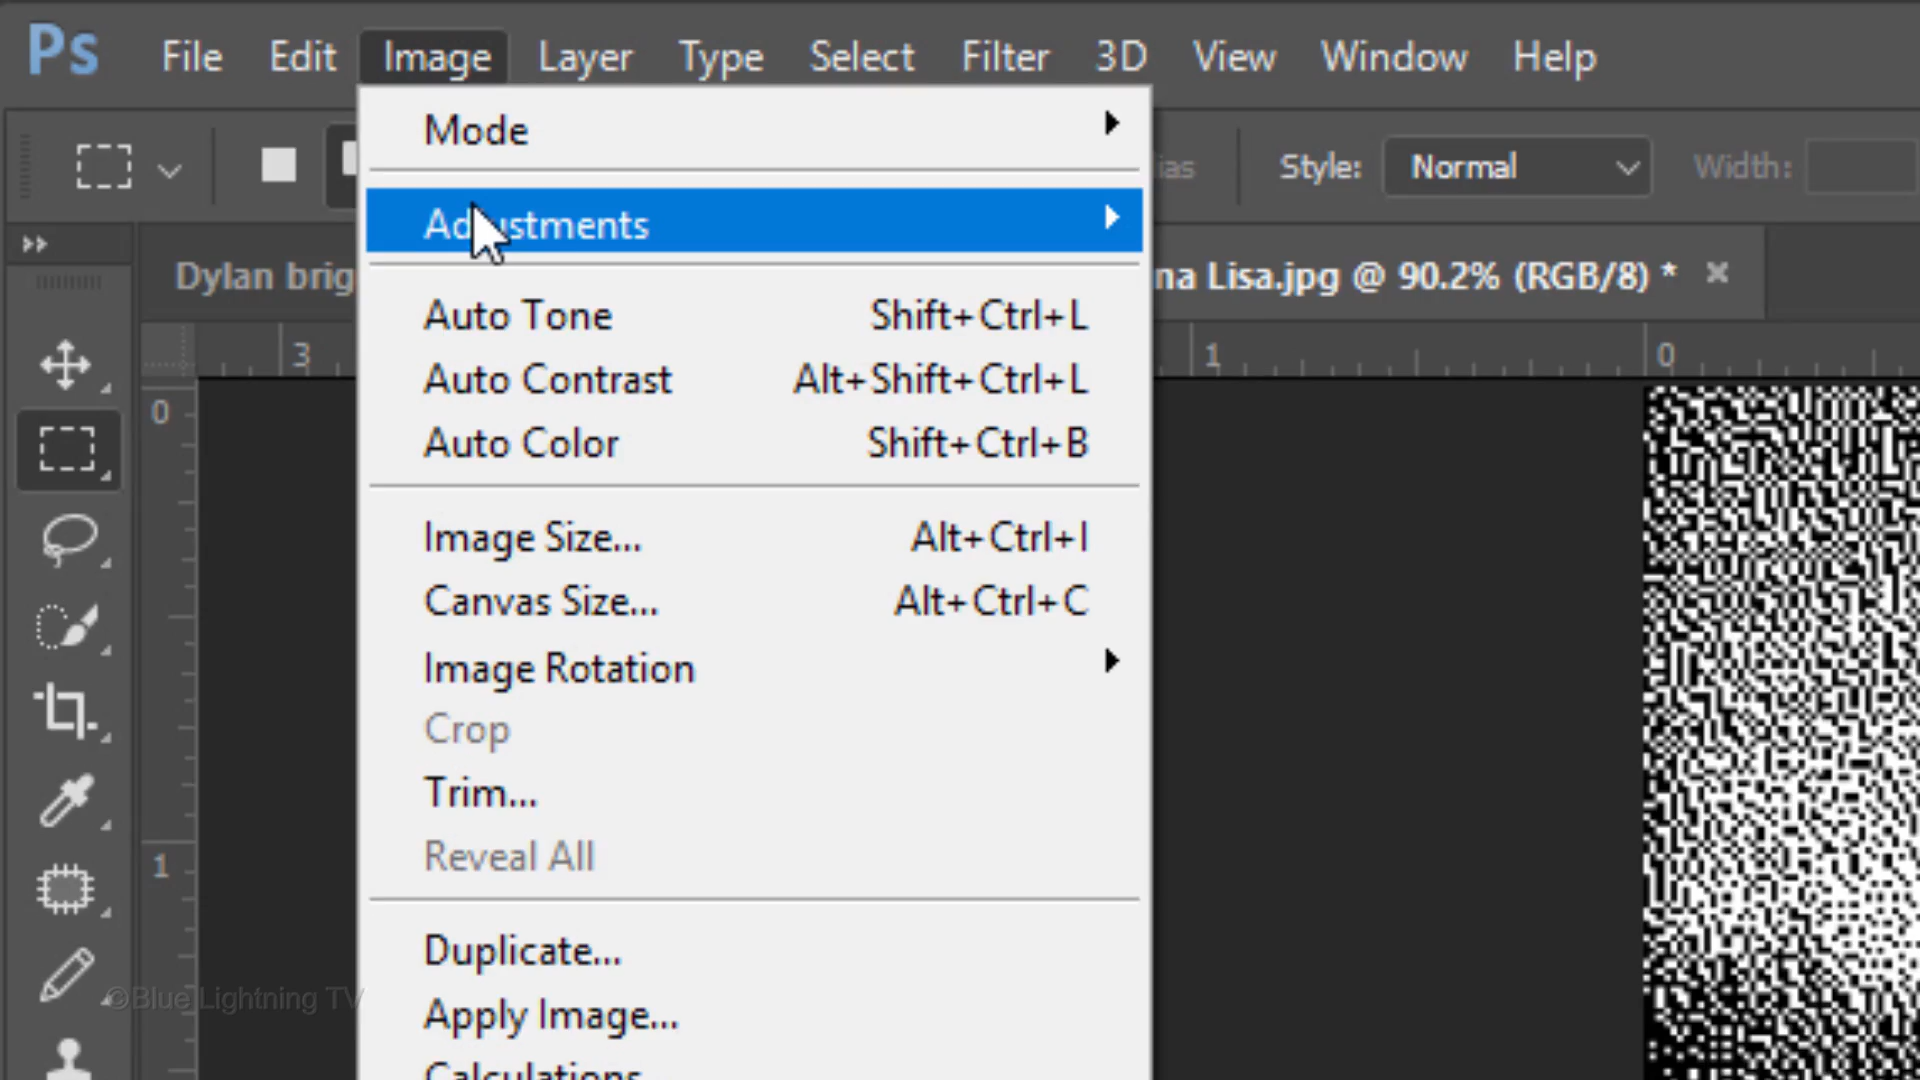 Ps File Edit Image Layer Type Select Filter 3D View Window Help
Mode
ias Style: Normal Width:
Adjustments
Dylan brig
na Lisa.jpg @ 90.2% (RGB/8) * ×
Auto Tone Shift+Ctrl+L
3 1 0
Auto Contrast Alt+Shift+Ctrl+L
0
Auto Color Shift+Ctrl+B
Image Size... Alt+Ctrl+I
Canvas Size... Alt+Ctrl+C
Image Rotation
Crop
Trim...
Reveal All
1
Duplicate...
©Blue Lightning TV
Apply Image...
Calculations...